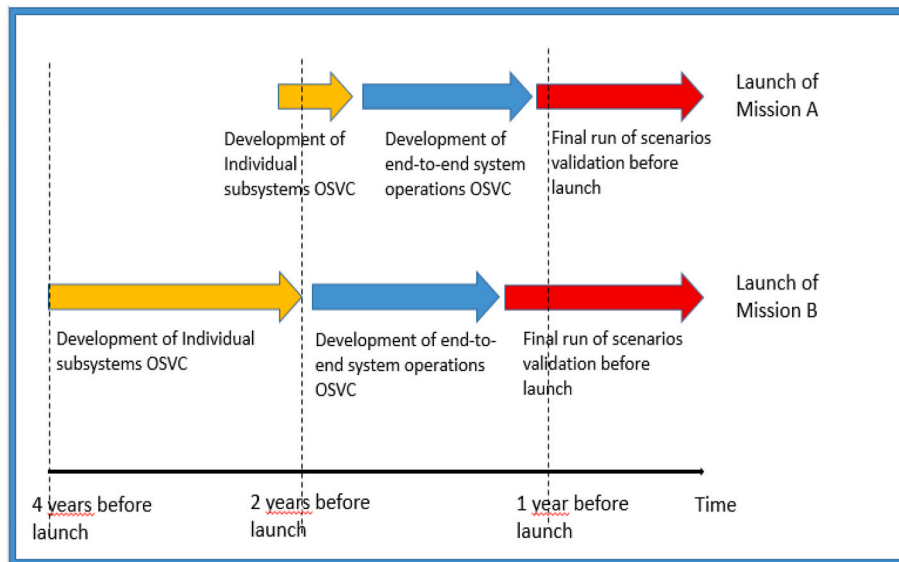 Launch of
Mission A
Development of
Individual
subsystems OSVC
Development of
end-to-end system
operations OSVC
Final run of scenarios
validation before
launch
Launch of
Mission B
Development of Individual
subsystems OSVC
Development of end-to-
end system operations
OSVC
Final run of scenarios
validation before
launch
4 years before
launch
2 years before
launch
1 year before
launch
Time